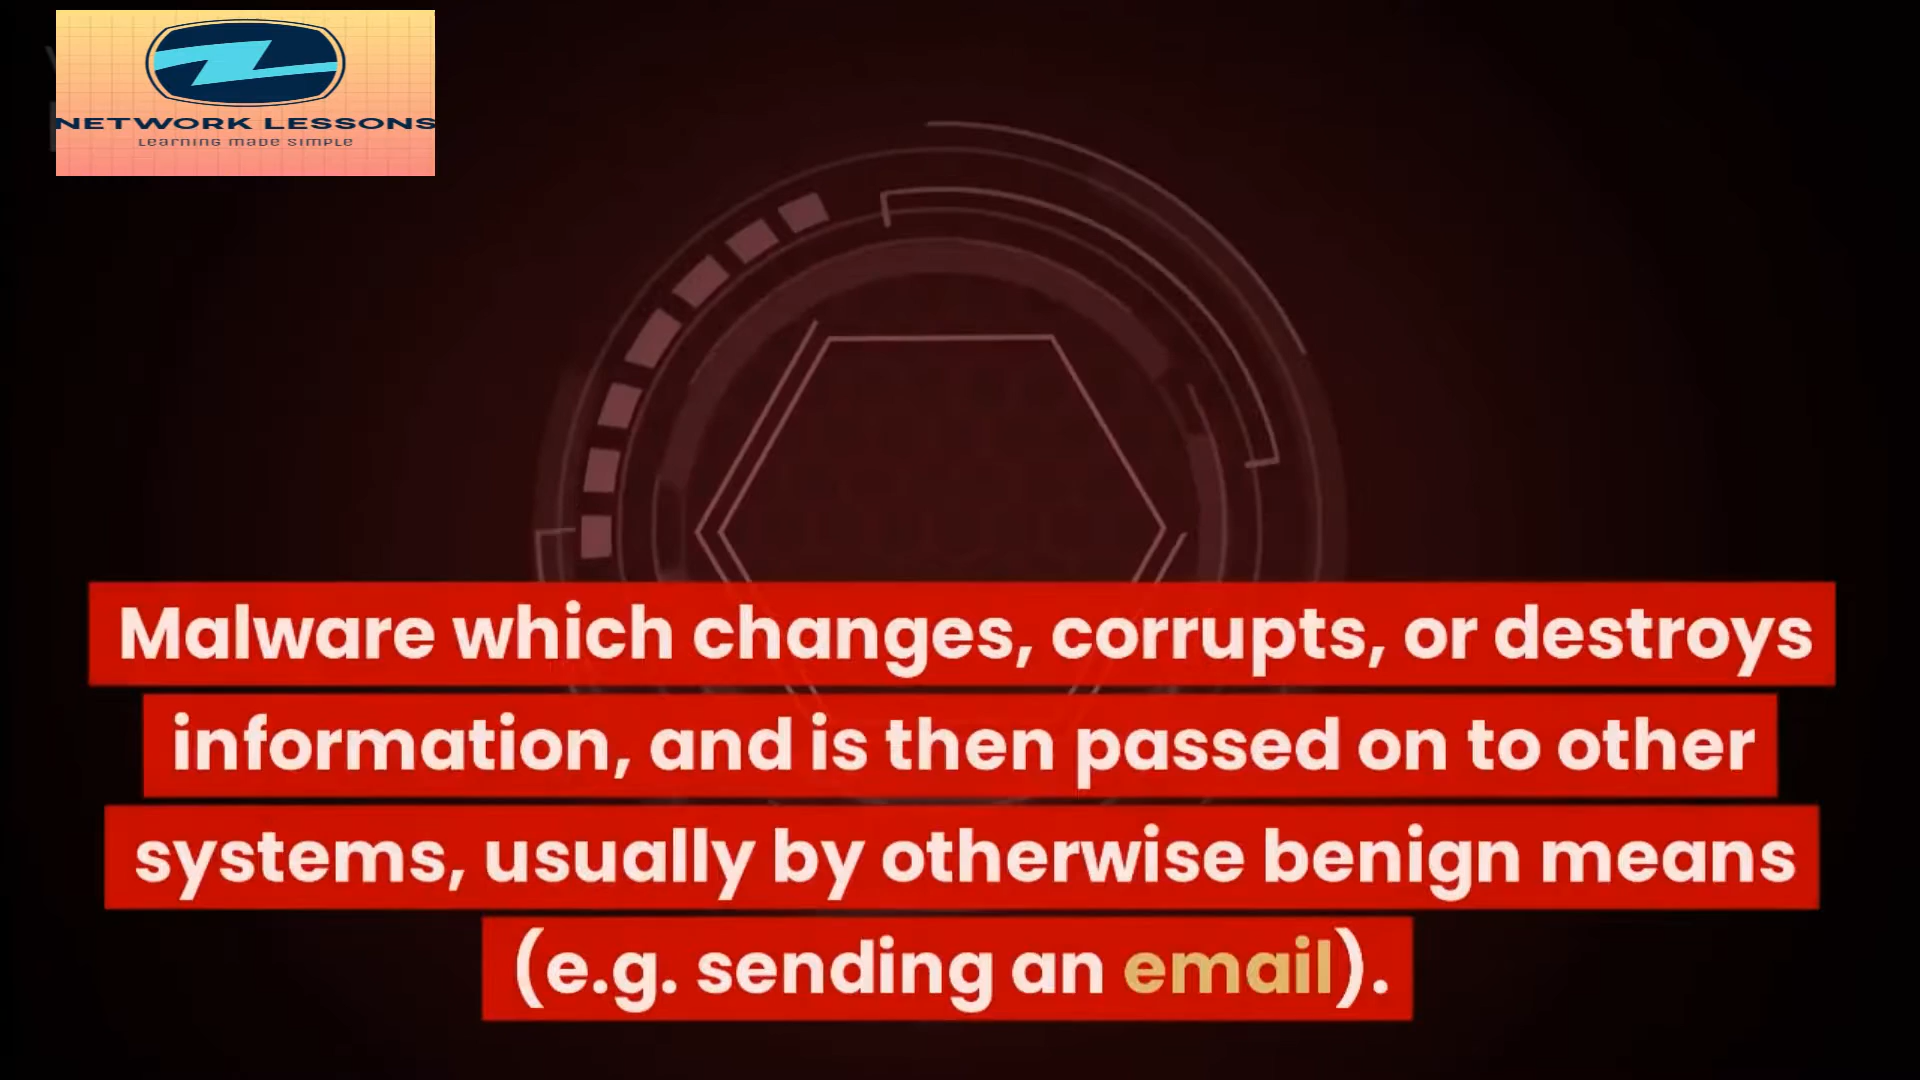 NETWORK LESSONS
Learning made simple
Malware which changes, corrupts, or destroys
information, and is then passed on to other
systems, usually by otherwise benign means
(e.g. sending an email).